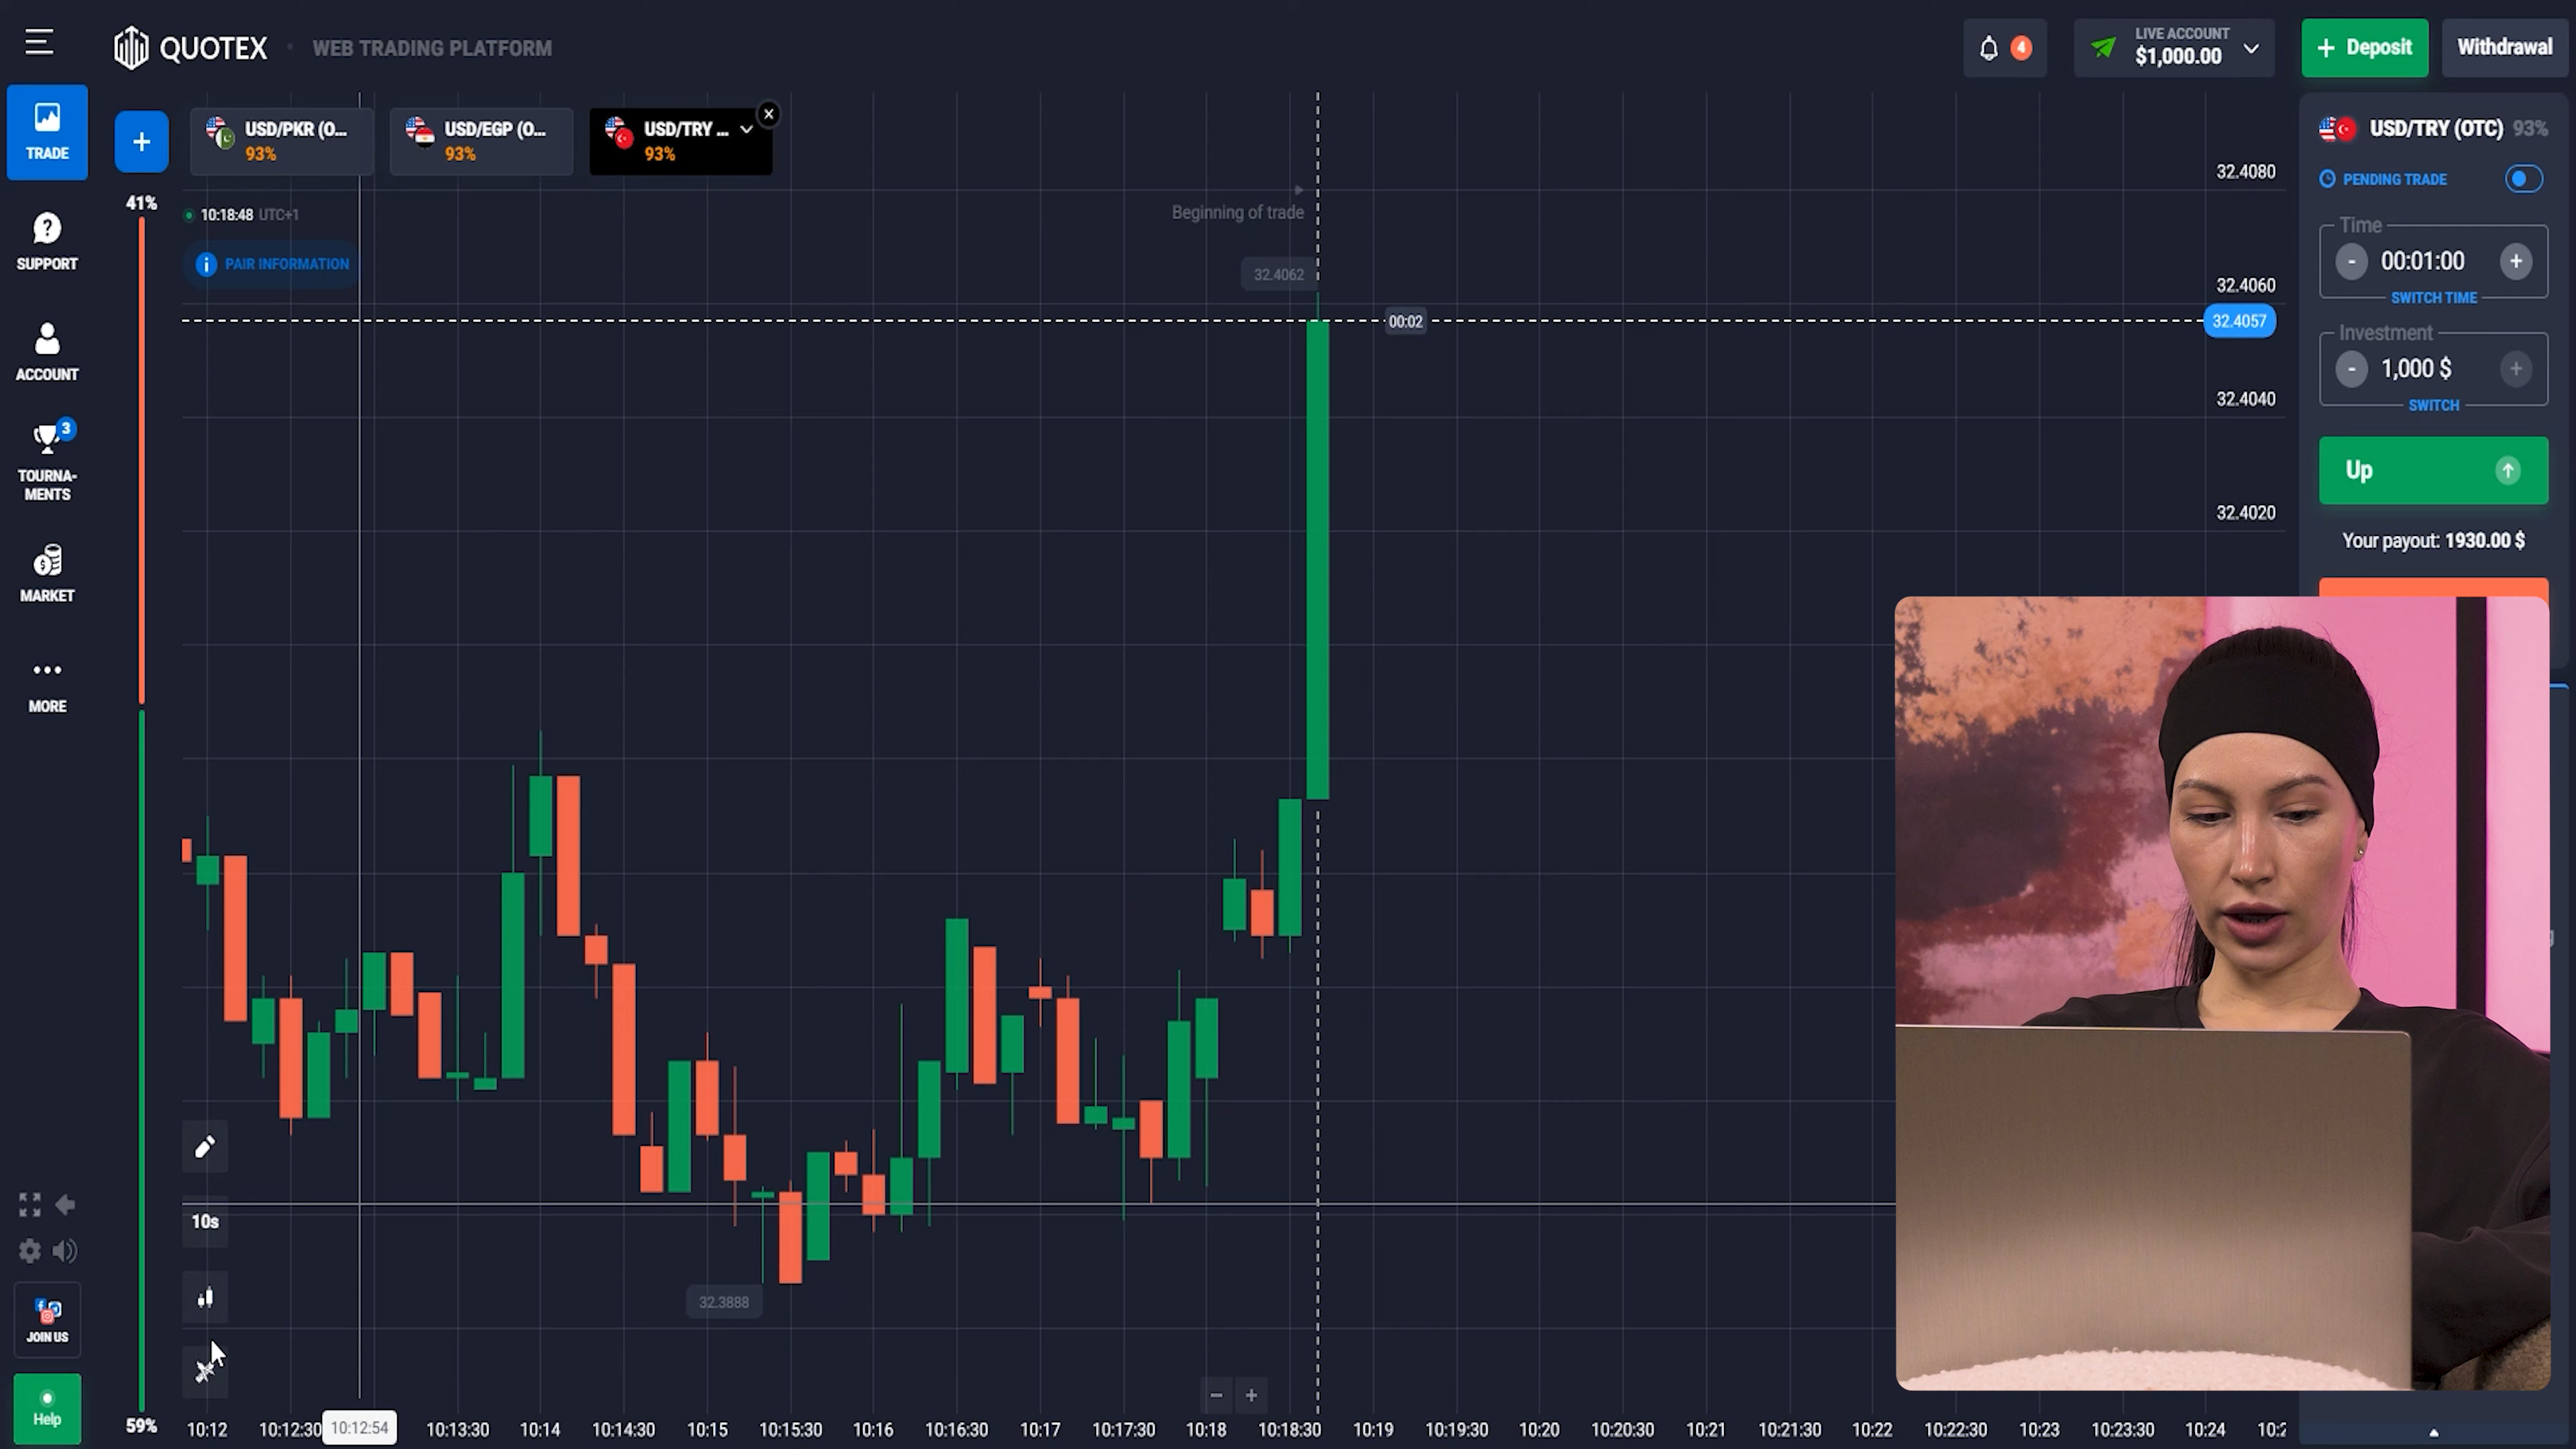 QUOTEX • WEB TRADING PLATFORM
4
LIVE ACCOUNT
$1,000.00
+ Deposit
Withdrawal
TRADE
SUPPORT
ACCOUNT
3
TOURNA-
MENTS
MARKET
MORE
JOIN US
Help
+
USD/PKR (O...
93%
USD/EGP (O...
93%
USD/TRY ...
93%
41%
59%
10:18:48 UTC+1
PAIR INFORMATION
Beginning of trade
32.4062
00:02
32.4080
32.4060
32.4057
32.4040
32.4020
32.3888
10s
- +
10:12
10:12:30
10:12:54
10:13:30
10:14
10:14:30
10:15
10:15:30
10:16
10:16:30
10:17
10:17:30
10:18
10:18:30
10:19
10:19:30
10:20
10:20:30
10:21
10:21:30
10:22
10:22:30
10:23
10:23:30
10:24
USD/TRY (OTC) 93%
PENDING TRADE
Time
- 00:01:00 +
SWITCH TIME
Investment
- 1,000 $ +
SWITCH
Up
Your payout: 1930.00 $